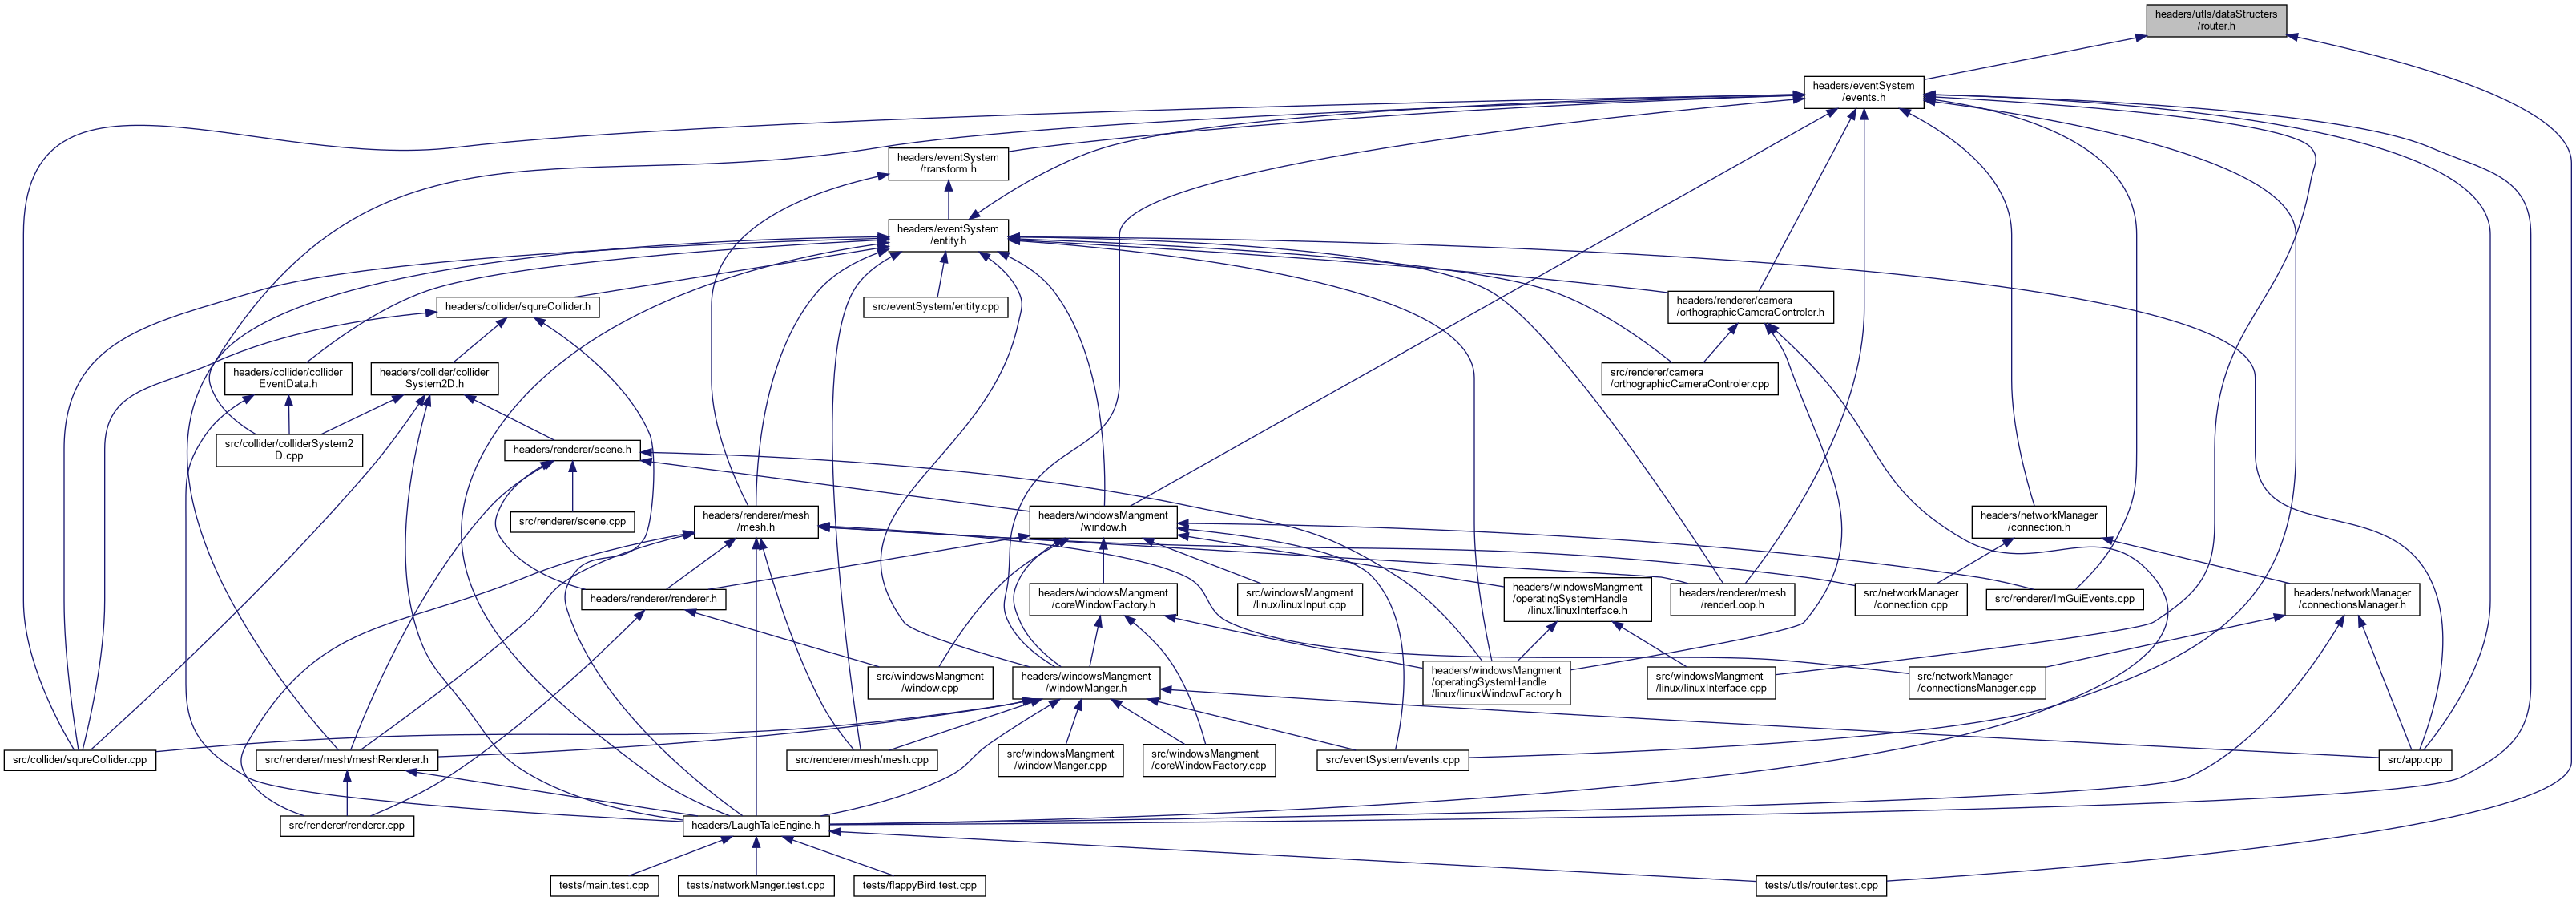 headers/utls/dataStructers
/router.h
headers/eventSystem
/events.h
headers/eventSystem
/transform.h
headers/eventSystem
/entity.h
headers/collider/squreCollider.h
src/eventSystem/entity.cpp
headers/renderer/camera
/orthographicCameraControler.h
headers/collider/collider
EventData.h
headers/collider/collider
System2D.h
src/renderer/camera
/orthographicCameraControler.cpp
src/collider/colliderSystem2
D.cpp
headers/renderer/scene.h
src/renderer/scene.cpp
headers/renderer/mesh
/mesh.h
headers/windowsMangment
/window.h
headers/networkManager
/connection.h
headers/renderer/renderer.h
headers/windowsMangment
/coreWindowFactory.h
src/windowsMangment
/linux/linuxInput.cpp
headers/windowsMangment
/operatingSystemHandle
/linux/linuxInterface.h
headers/renderer/mesh
/renderLoop.h
src/networkManager
/connection.cpp
src/renderer/ImGuiEvents.cpp
headers/networkManager
/connectionsManager.h
src/windowsMangment
/window.cpp
headers/windowsMangment
/windowManger.h
headers/windowsMangment
/operatingSystemHandle
/linux/linuxWindowFactory.h
src/windowsMangment
/linux/linuxInterface.cpp
src/networkManager
/connectionsManager.cpp
src/collider/squreCollider.cpp
src/renderer/mesh/meshRenderer.h
src/renderer/mesh/mesh.cpp
src/windowsMangment
/windowManger.cpp
src/windowsMangment
/coreWindowFactory.cpp
src/eventSystem/events.cpp
src/app.cpp
src/renderer/renderer.cpp
headers/LaughTaleEngine.h
tests/main.test.cpp
tests/networkManger.test.cpp
tests/flappyBird.test.cpp
tests/utls/router.test.cpp